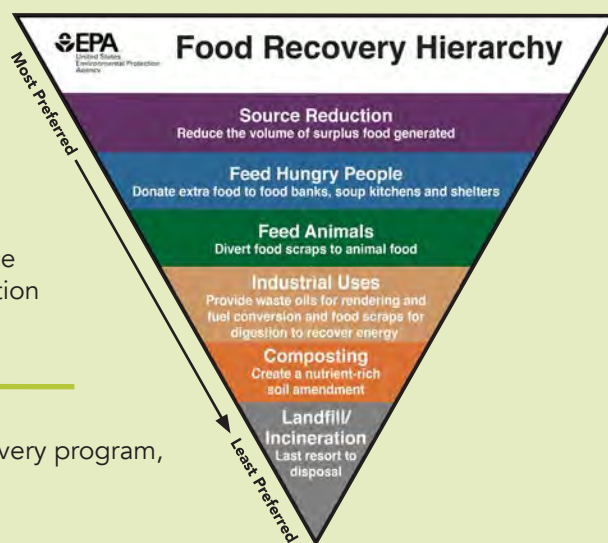 EPA
United States
Environmental Protection
Agency
Food Recovery Hierarchy
Most Preferred
Source Reduction
Reduce the volume of surplus food generated
Feed Hungry People
Donate extra food to food banks, soup kitchens and shelters
Feed Animals
Divert food scraps to animal food
Industrial Uses
Provide waste oils for rendering and
fuel conversion and food scraps for
digestion to recover energy
Composting
Create a nutrient-rich
soil amendment
Landfill/
Incineration
Last resort to
disposal
Least Preferred
very program,